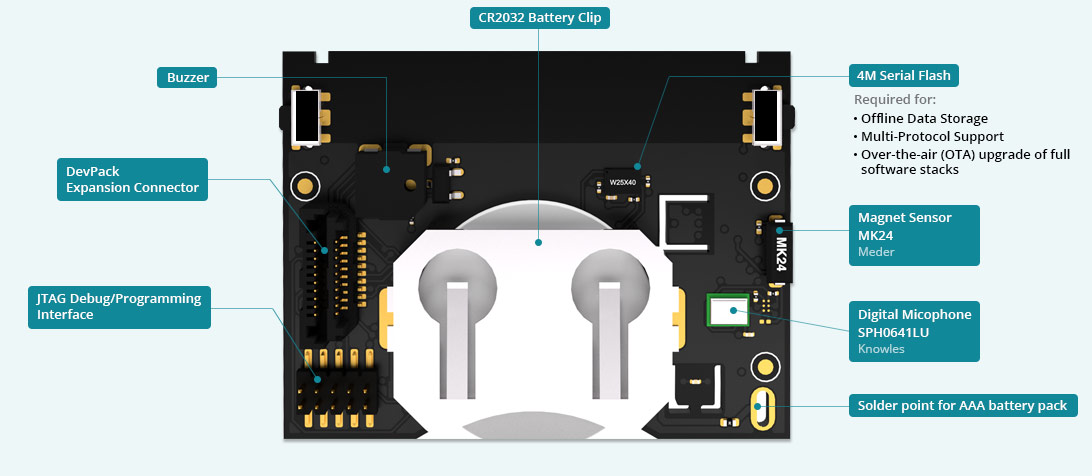 CR2032 Battery Clip
Buzzer
4M Serial Flash
Required for:
• Offline Data Storage
• Multi-Protocol Support
• Over-the-air (OTA) upgrade of full
software stacks
DevPack
Expansion Connector
W25X40
Magnet Sensor
MK24
Meder
MK24
JTAG Debug/Programming
Interface
Digital Micophone
SPH0641LU
Knowles
Solder point for AAA battery pack